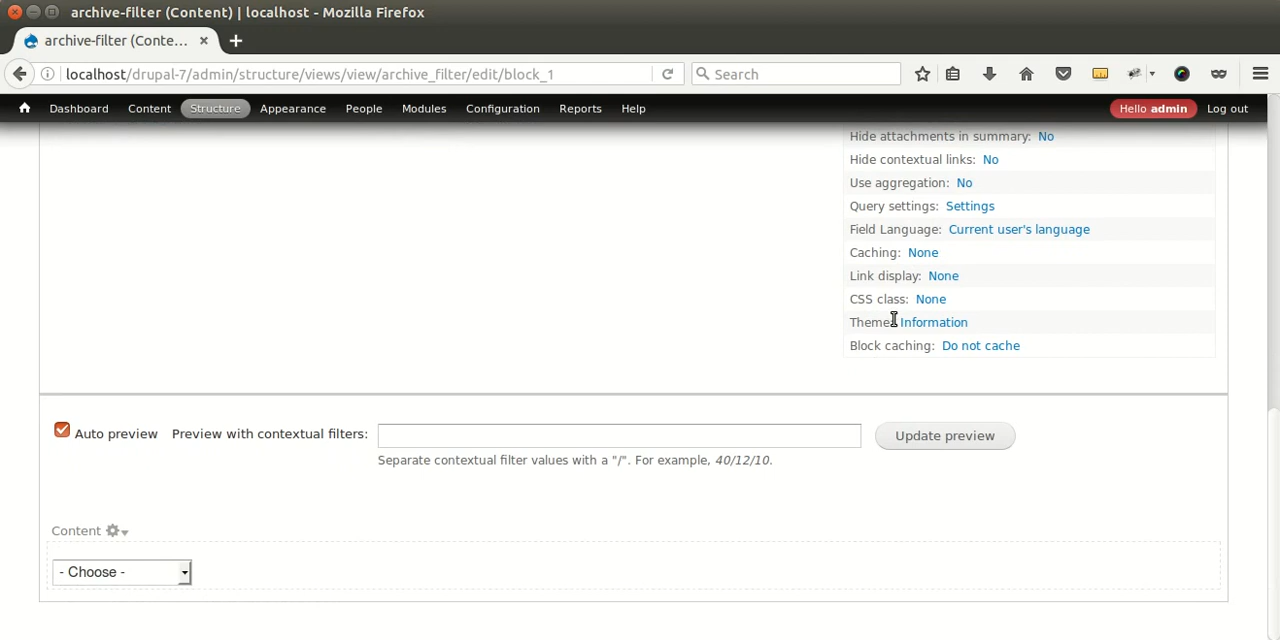 archive-filter (Content) | localhost - Mozilla Firefox
archive-filter (Conte...
localhost/drupal-7/admin/structure/views/view/archive_filter/edit/block_1
Search
Dashboard Content Structure Appearance People Modules Configuration Reports Help Hello admin Log out
Hide attachments in summary: No
Hide contextual links: No
Use aggregation: No
Query settings: Settings
Field Language: Current user's language
Caching: None
Link display: None
CSS class: None
Theme: Information
Block caching: Do not cache
Auto preview Preview with contextual filters: Update preview
Separate contextual filter values with a "/". For example, 40/12/10.
Content
- Choose -